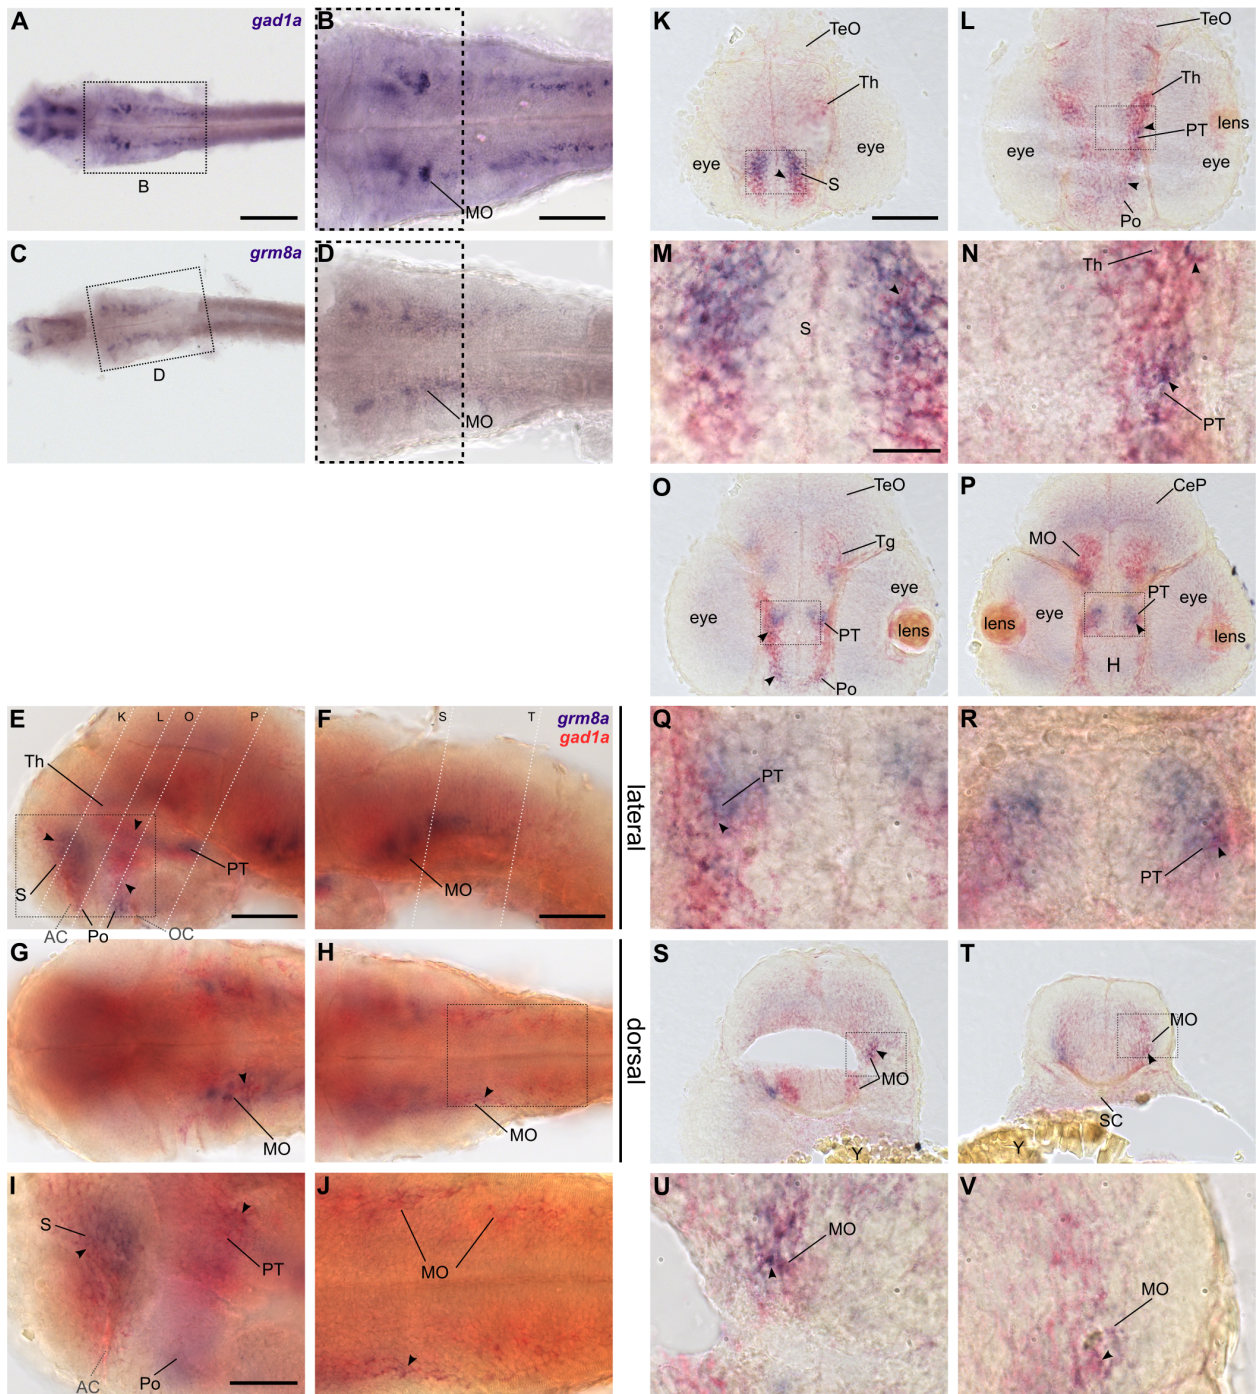 A
gad1a
B
B
MO
C
grm8a
D
D
MO
E
K
L
O
P
Th
S
AC
Po
OC
PT
F
S
T
grm8a
gad1a
MO
lateral
G
MO
H
MO
dorsal
I
S
PT
AC
Po
J
MO
K
TeO
Th
eye
eye
S
L
TeO
Th
lens
PT
eye
eye
Po
M
S
N
Th
PT
O
TeO
Tg
eye
eye
lens
PT
Po
P
CeP
MO
eye
PT
eye
lens
lens
H
Q
PT
R
PT
S
MO
Y
T
MO
SC
Y
U
MO
V
MO